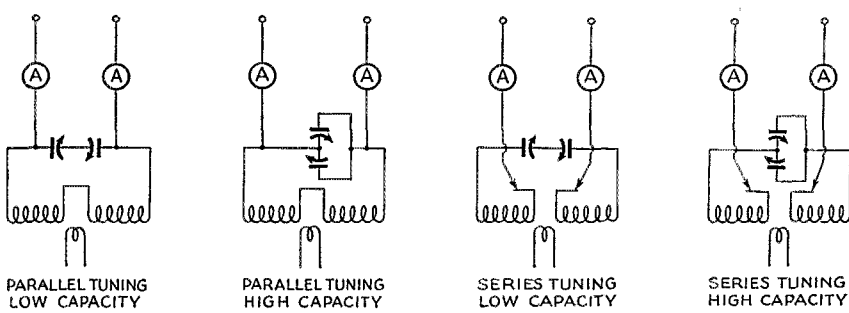 A A A A A A A A
PARALLEL TUNING
LOW CAPACITY
PARALLEL TUNING
HIGH CAPACITY
SERIES TUNING
LOW CAPACITY
SERIES TUNING
HIGH CAPACITY